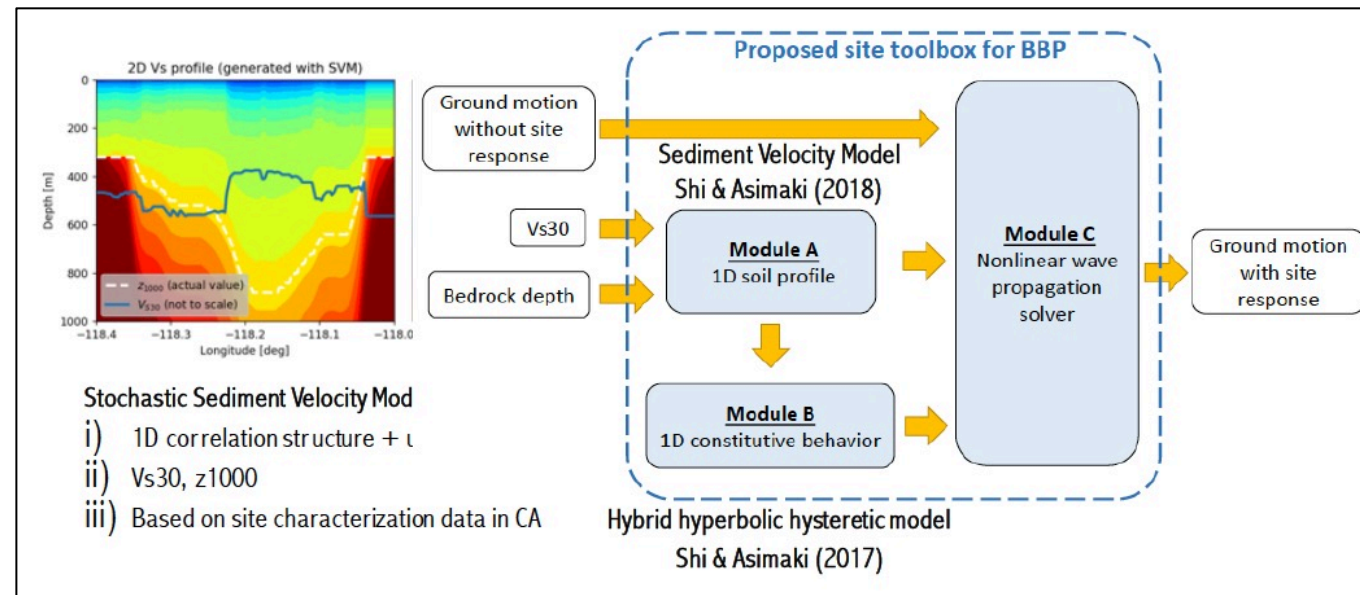 2D Vs profile (generated with SVM)
0
200
400
600
800
1000
Depth [m]
z1000 (actual value)
VS30 (not to scale)
−118.4
−118.3
−118.2
−118.1
−118.0
Longitude [deg]
Stochastic Sediment Velocity Mod
i) 1D correlation structure +
ii) Vs30, z1000
iii) Based on site characterization data in CA
Proposed site toolbox for BBP
Ground motion
without site
response
Sediment Velocity Model
Shi & Asimaki (2018)
Vs30
Bedrock depth
Module A
1D soil profile
Module B
1D constitutive behavior
Module C
Nonlinear wave
propagation
solver
Ground motion
with site
response
Hybrid hyperbolic hysteretic model
Shi & Asimaki (2017)